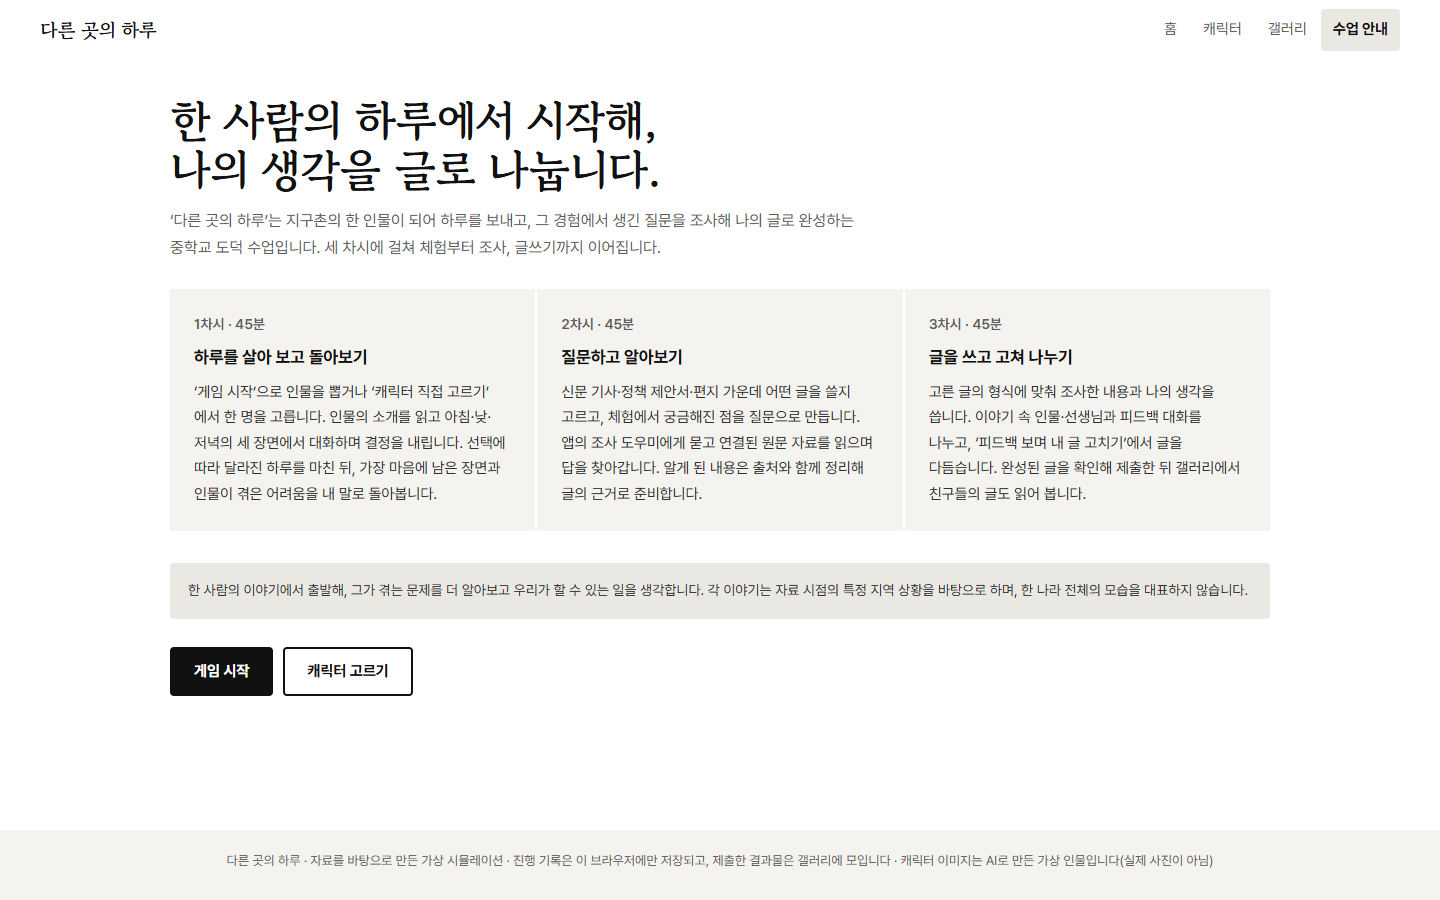 다른 곳의 하루
홈
캐릭터
갤러리
수업 안내
한 사람의 하루에서 시작해,
나의 생각을 글로 나눕니다.
‘다른 곳의 하루’는 지구촌의 한 인물이 되어 하루를 보내고, 그 경험에서 생긴 질문을 조사해 나의 글로 완성하는
중학교 도덕 수업입니다. 세 차시에 걸쳐 체험부터 조사, 글쓰기까지 이어집니다.
1차시 · 45분
하루를 살아 보고 돌아보기
‘게임 시작’으로 인물을 뽑거나 ‘캐릭터 직접 고르기’
에서 한 명을 고릅니다. 인물의 소개를 읽고 아침·낮·
저녁의 세 장면에서 대화하며 결정을 내립니다. 선택에
따라 달라진 하루를 마친 뒤, 가장 마음에 남은 장면과
인물이 겪은 어려움을 내 말로 돌아봅니다.
2차시 · 45분
질문하고 알아보기
신문 기사·정책 제안서·편지 가운데 어떤 글을 쓸지
고르고, 체험에서 궁금해진 점을 질문으로 만듭니다.
앱의 조사 도우미에게 묻고 연결된 원문 자료를 읽으며
답을 찾아갑니다. 알게 된 내용은 출처와 함께 정리해
글의 근거로 준비합니다.
3차시 · 45분
글을 쓰고 고쳐 나누기
고른 글의 형식에 맞춰 조사한 내용과 나의 생각을
씁니다. 이야기 속 인물·선생님과 피드백 대화를
나누고, ‘피드백 보며 내 글 고치기’에서 글을
다듬습니다. 완성된 글을 확인해 제출한 뒤 갤러리에서
친구들의 글도 읽어 봅니다.
한 사람의 이야기에서 출발해, 그가 겪는 문제를 더 알아보고 우리가 할 수 있는 일을 생각합니다. 각 이야기는 자료 시점의 특정 지역 상황을 바탕으로 하며, 한 나라 전체의 모습을 대표하지 않습니다.
게임 시작
캐릭터 고르기
다른 곳의 하루 · 자료를 바탕으로 만든 가상 시뮬레이션 · 진행 기록은 이 브라우저에만 저장되고, 제출한 결과물은 갤러리에 모입니다 · 캐릭터 이미지는 AI로 만든 가상 인물입니다(실제 사진이 아님)